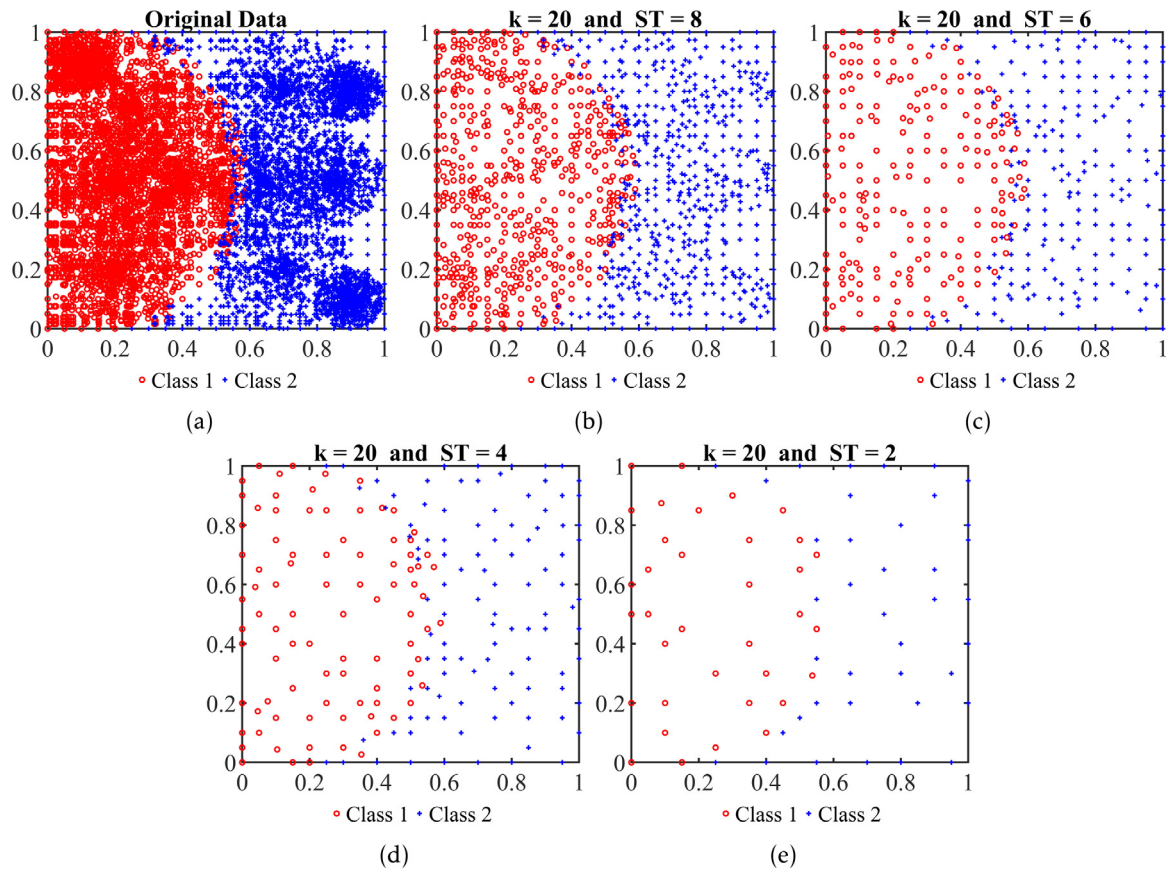 Original Data
1
0.8
0.6
0.4
0.2
0
0 0.2 0.4 0.6 0.8 1
Class 1 Class 2
(a)
k = 20 and ST = 8
1
0.8
0.6
0.4
0.2
0
0 0.2 0.4 0.6 0.8 1
Class 1 Class 2
(b)
k = 20 and ST = 6
1
0.8
0.6
0.4
0.2
0
0 0.2 0.4 0.6 0.8 1
Class 1 Class 2
(c)
k = 20 and ST = 4
1
0.8
0.6
0.4
0.2
0
0 0.2 0.4 0.6 0.8 1
Class 1 Class 2
(d)
k = 20 and ST = 2
1
0.8
0.6
0.4
0.2
0
0 0.2 0.4 0.6 0.8 1
Class 1 Class 2
(e)